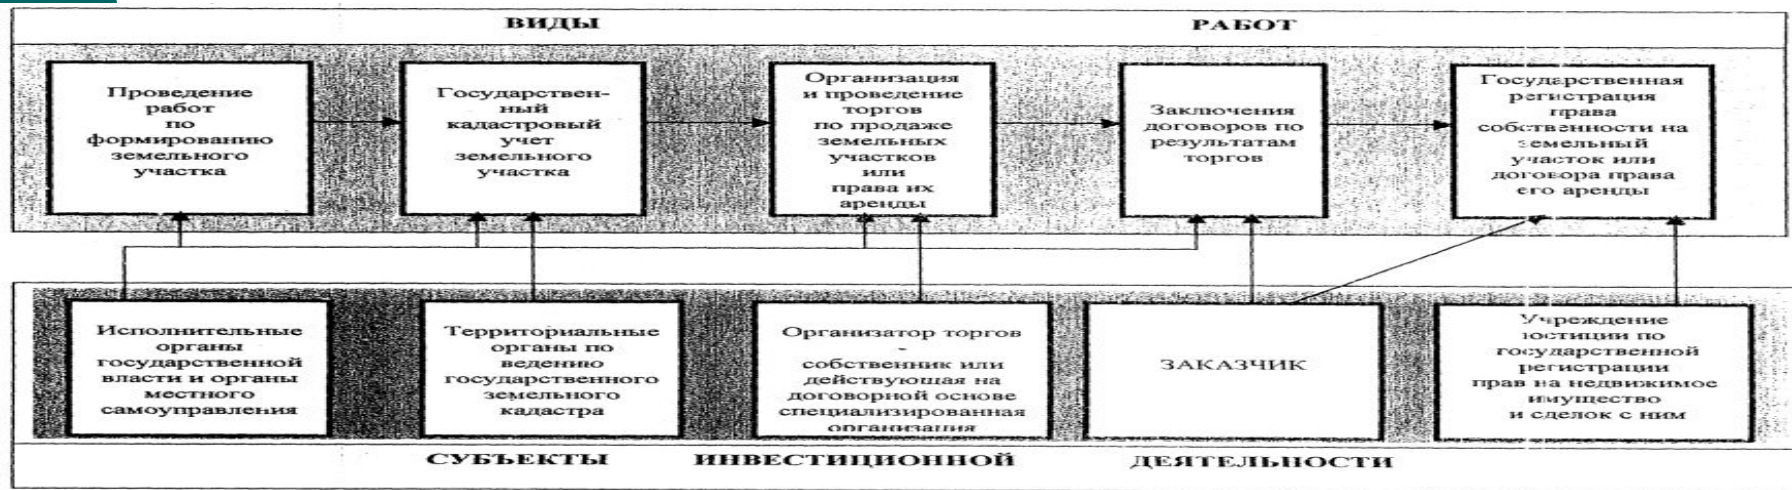 ВИДЫ РАБОТ
Проведение
работ
по
формированию
земельного
участка
Государствен-
ный
кадастровый
учет
земельного
участка
Организация
и проведение
торгов
по продаже
земельных
участков
или
права их
аренды
Заключения
договоров по
результатам
торгов
Государственная
регистрация
права
собственности на
земельный
участок или
договора права
его аренды
Исполнительные
органы
государственной
власти и органы
местного
самоуправления
Территориальные
органы по
ведению
государственного
земельного
кадастра
Организатор торгов
-
собственник или
действующая на
договорной основе
специализированная
организация
ЗАКАЗЧИК
Учреждение
юстиции по
государственной
регистрации
прав на недвижимое
имущество
и сделок с ним
СУБЪЕКТЫ ИНВЕСТИЦИОННОЙ ДЕЯТЕЛЬНОСТИ